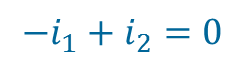 −i₁ + i₂ = 0